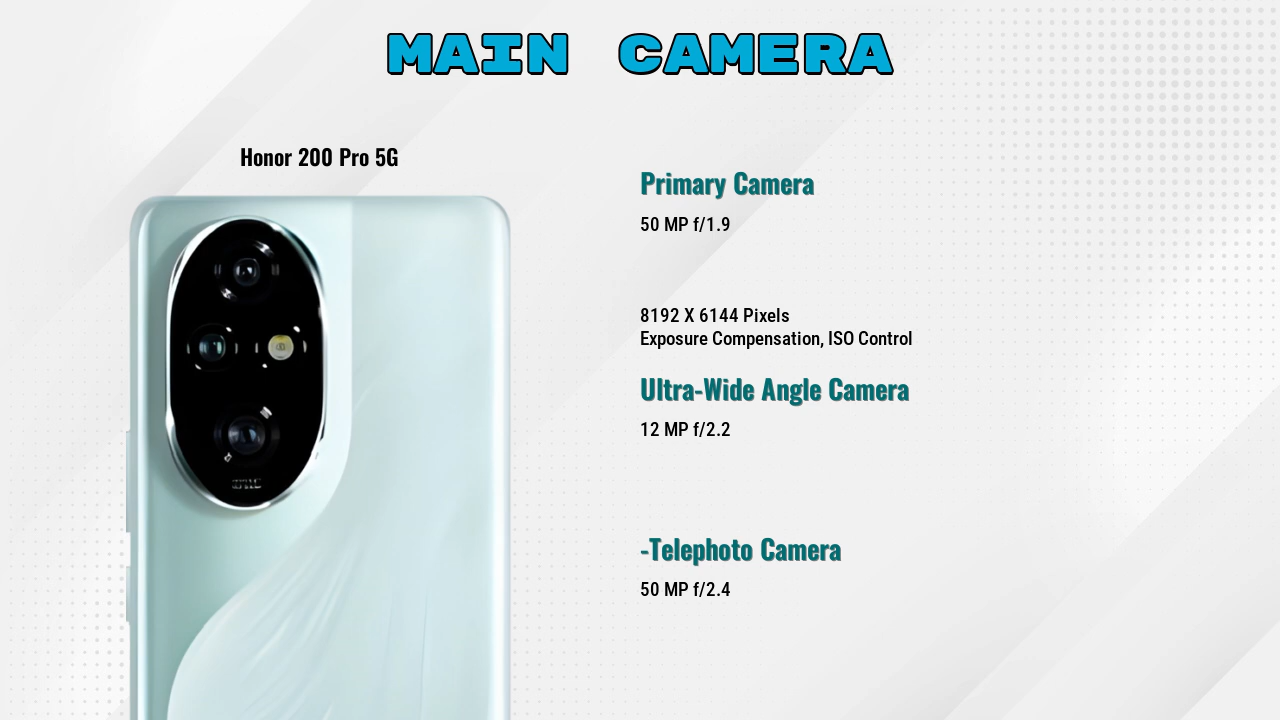 MAIN CAMERA
Honor 200 Pro 5G
Primary Camera
50 MP f/1.9
8192 X 6144 Pixels
Exposure Compensation, ISO Control
Ultra-Wide Angle Camera
12 MP f/2.2
-Telephoto Camera
50 MP f/2.4